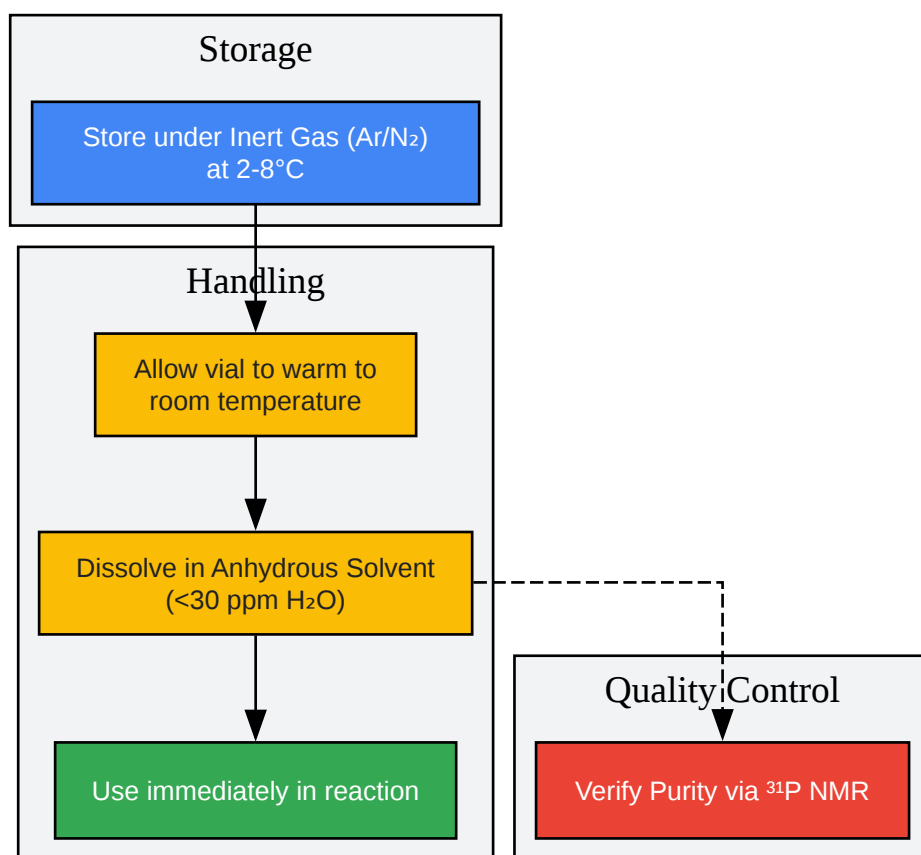 Storage
Store under Inert Gas (Ar/N₂)
at 2-8°C
Handling
Allow vial to warm to
room temperature
Dissolve in Anhydrous Solvent
(<30 ppm H₂O)
Use immediately in reaction
Quality Control
Verify Purity via ³¹P NMR